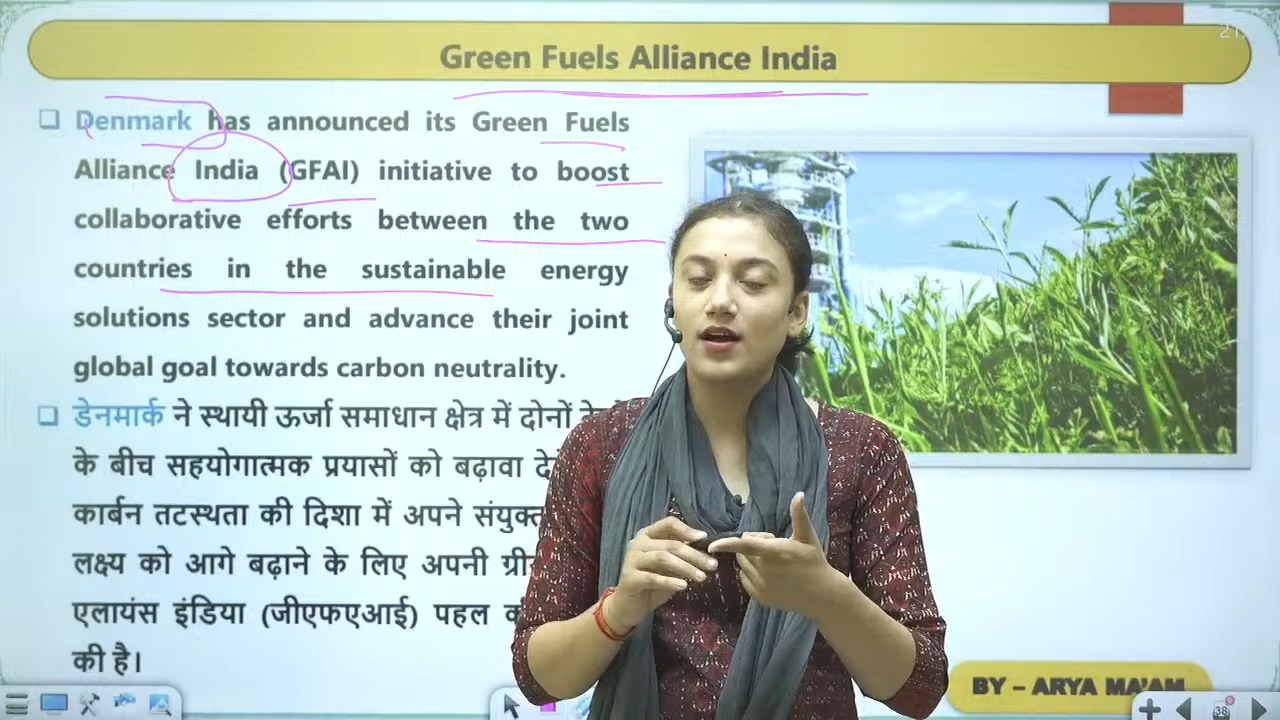 Green Fuels Alliance India
Denmark has announced its Green Fuels
Alliance India (GFAI) initiative to boost
collaborative efforts between the two
countries in the sustainable energy
solutions sector and advance their joint
global goal towards carbon neutrality.
डेनमार्क ने स्थायी ऊर्जा समाधान क्षेत्र में दोनों
के बीच सहयोगात्मक प्रयासों को बढ़ावा
कार्बन तटस्थता की दिशा में अपने संयुक्त
लक्ष्य को आगे बढ़ाने के लिए अपनी
एलायंस इंडिया (जीएफएआई) पहल
की है।
BY – ARYA MA'AM
38